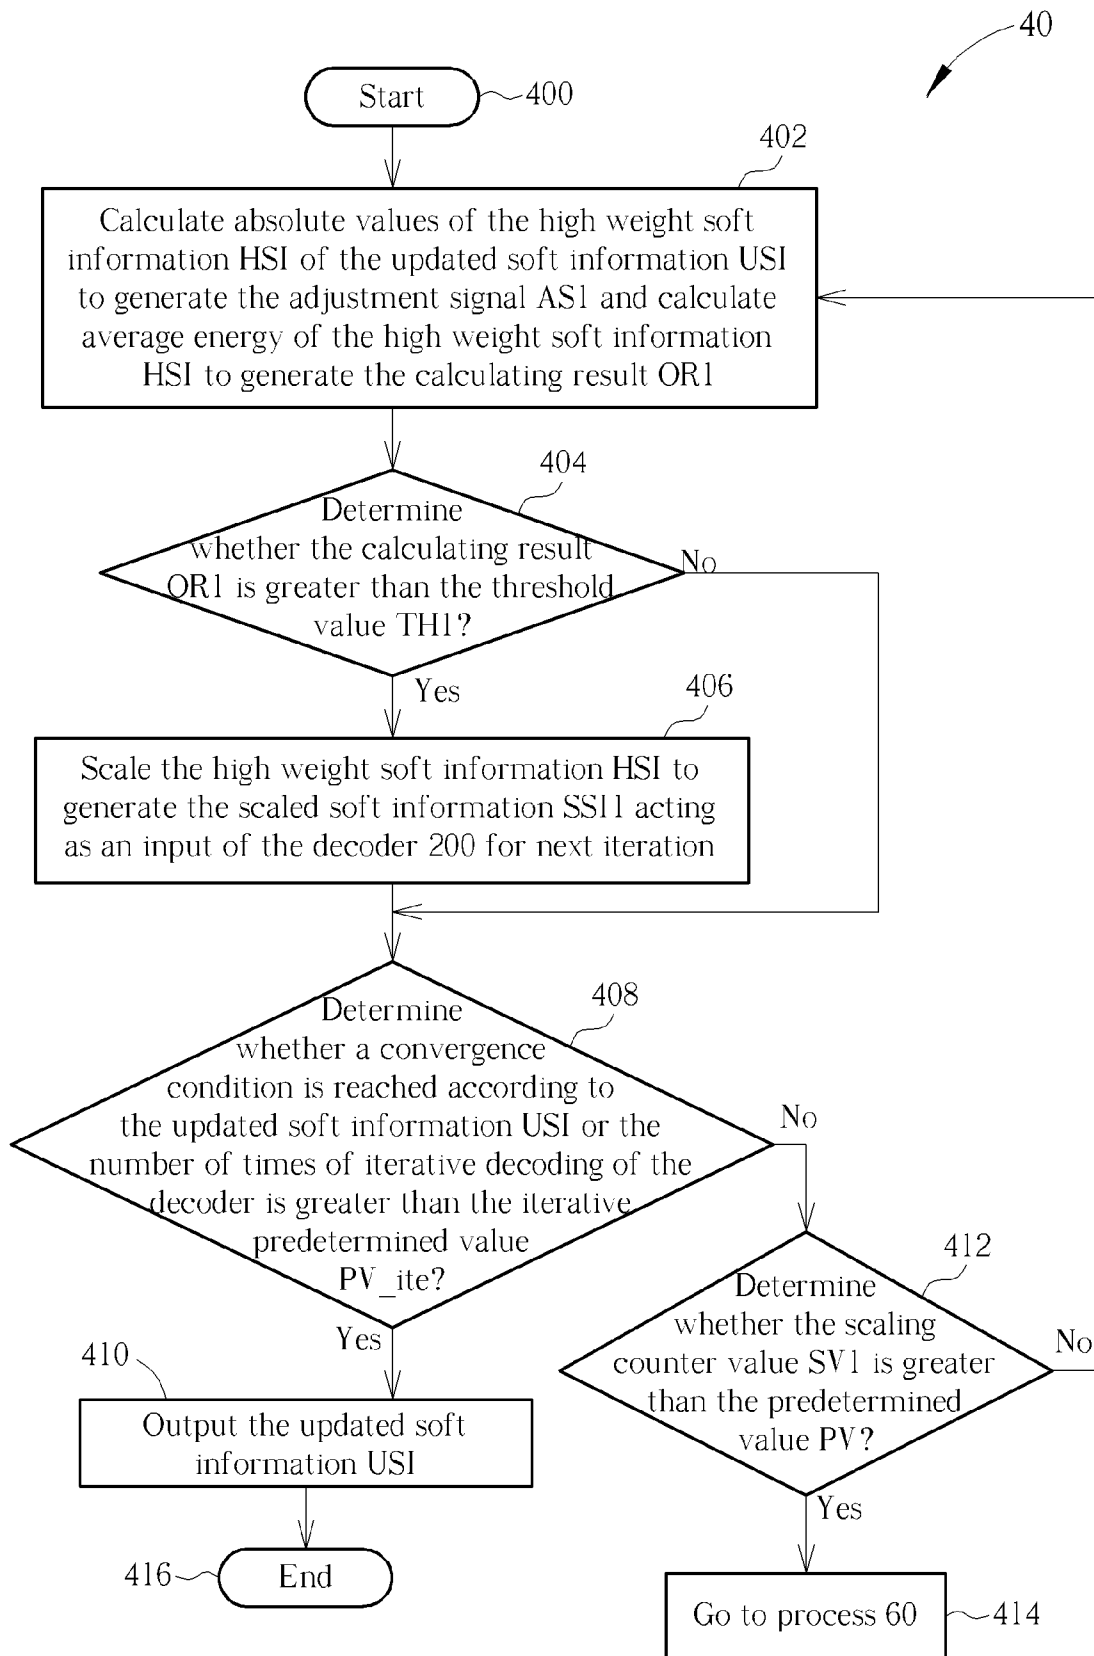 40
Start
400
402
Calculate absolute values of the high weight soft
information HSI of the updated soft information USI
to generate the adjustment signal AS1 and calculate
average energy of the high weight soft information
HSI to generate the calculating result OR1
404
Determine
whether the calculating result
OR1 is greater than the threshold
value TH1?
No
Yes
406
Scale the high weight soft information HSI to
generate the scaled soft information SSI1 acting
as an input of the decoder 200 for next iteration
408
Determine
whether a convergence
condition is reached according to
the updated soft information USI or the
number of times of iterative decoding of the
decoder is greater than the iterative
predetermined value
PV_ite?
No
Yes
412
Determine
whether the scaling
counter value SV1 is greater
than the predetermined
value PV?
No
Yes
410
Output the updated soft
information USI
End
416
Go to process 60
414